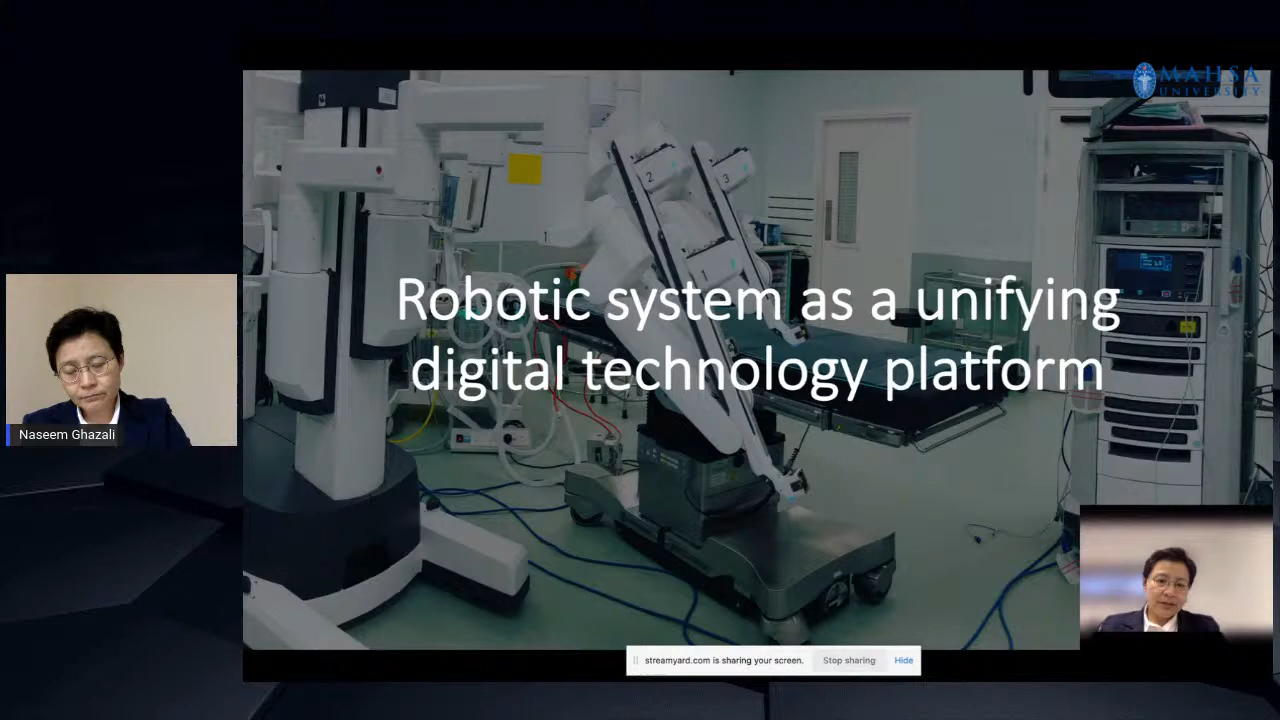 MAHSA
UNIVERSITY
2
3
1
1
Robotic system as a unifying
digital technology platform
Naseem Ghazali
streamyard.com is sharing your screen.
Stop sharing
Hide